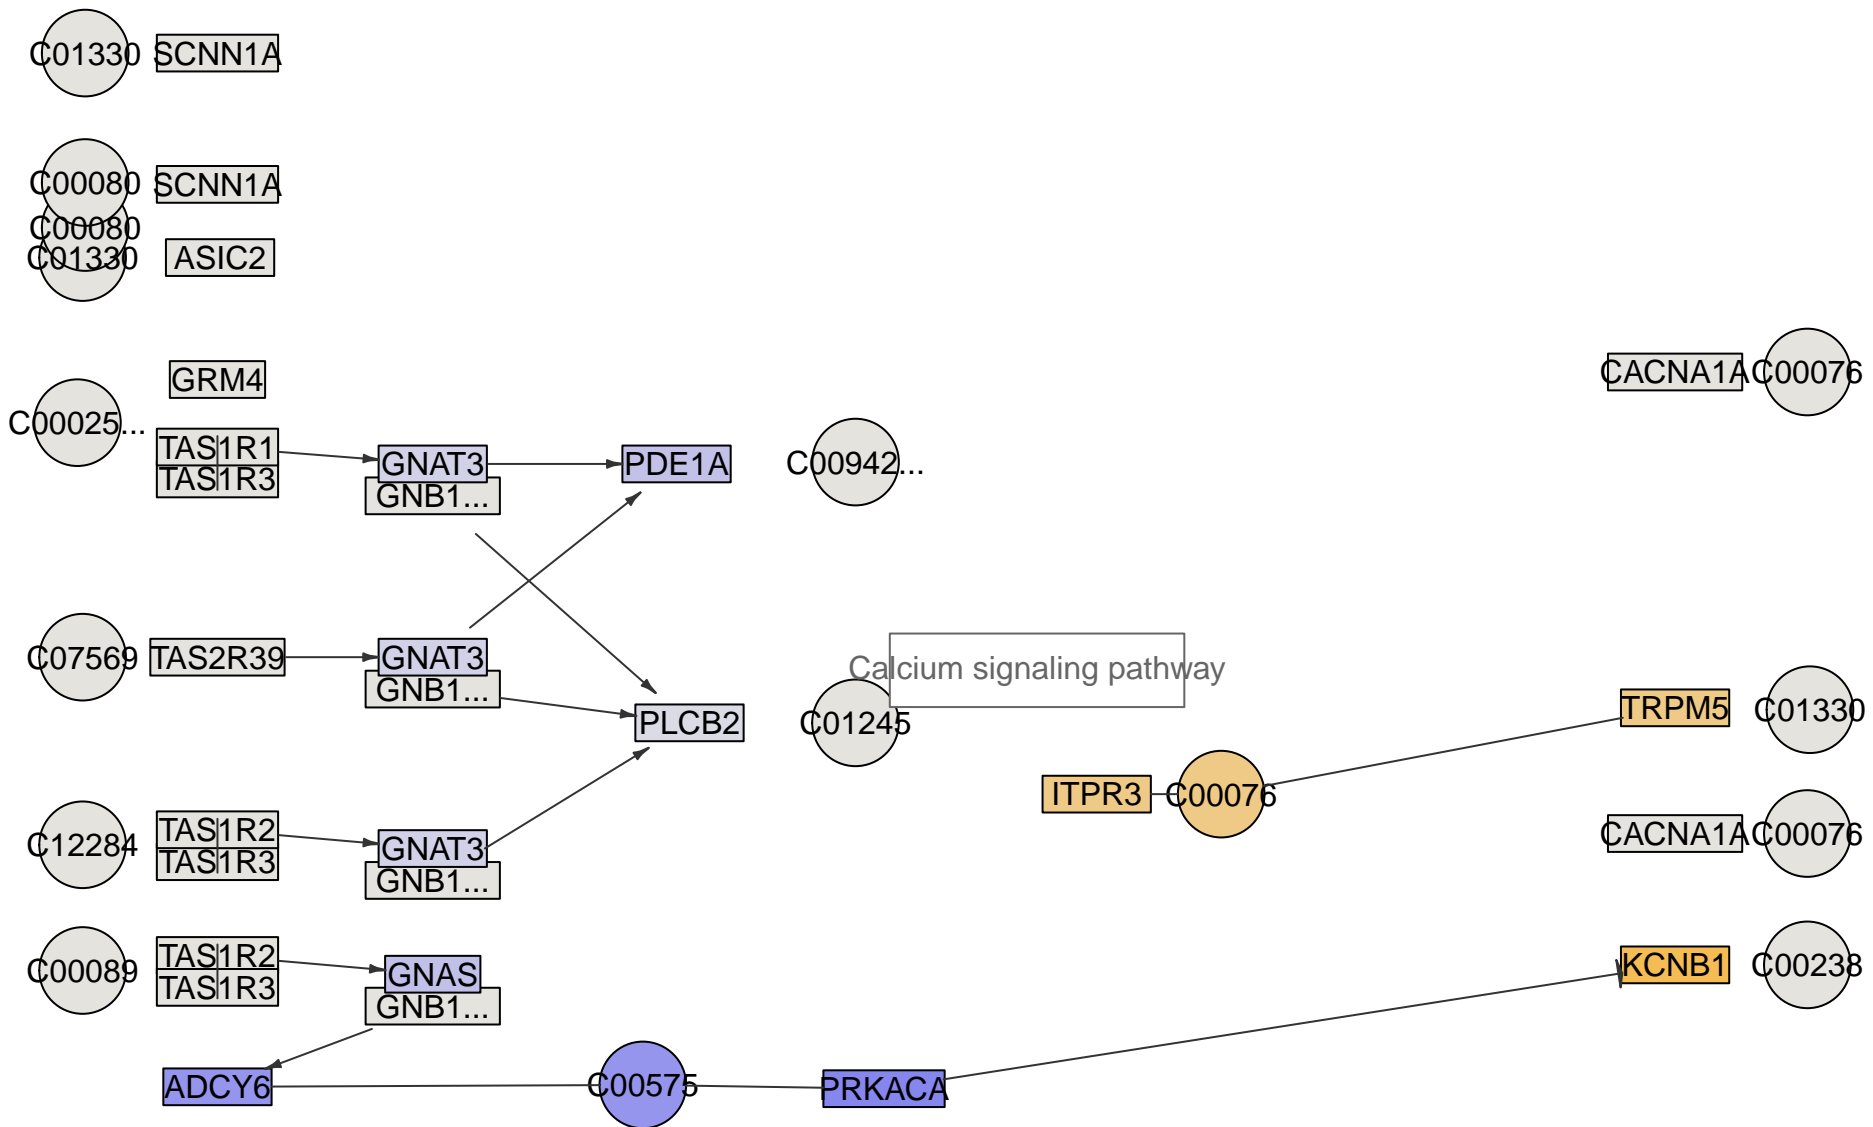 C01330 SCNN1A
C00080 SCNN1A
C00080
C01330 ASIC2
GRM4
CACNA1A C00076
C00025...
TAS1R1
GNAT3 PDE1A C00942...
TAS1R3
GNB1...
C07569 TAS2R39 GNAT3
Calcium signaling pathway
GNB1...
PLCB2 C01245
TRPM5 C01330
ITPR3 C00076
TAS1R2
CACNA1A C00076
C12284
GNAT3
TAS1R3
GNB1...
TAS1R2
C00089
GNAS
KCNB1 C00238
TAS1R3
GNB1...
ADCY6 C00575 PRKACA